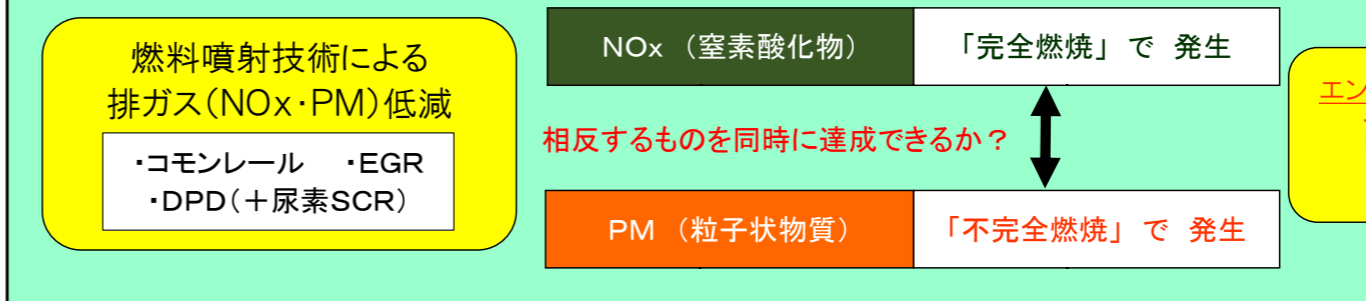 燃料噴射技術による
排ガス(NOx・PM)低減
・コモンレール ・EGR
・DPD(+尿素SCR)
NOx (窒素酸化物) 「完全燃焼」で 発生
相反するものを同時に達成できるか?
PM (粒子状物質) 「不完全燃焼」で 発生
エン